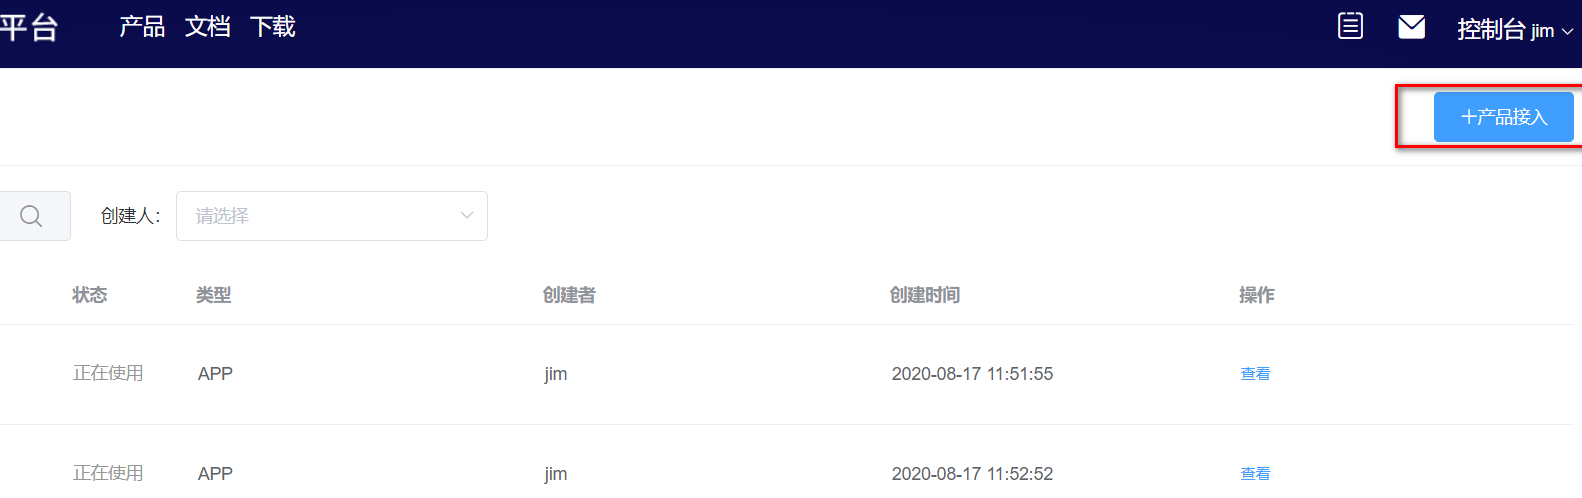 平台 产品 文档 下载 控制台 jim
十产品接入
创建人： 请选择
状态 类型 创建者 创建时间 操作
正在使用 APP jim 2020-08-17 11:51:55 查看
正在使用 APP jim 2020-08-17 11:52:52 查看